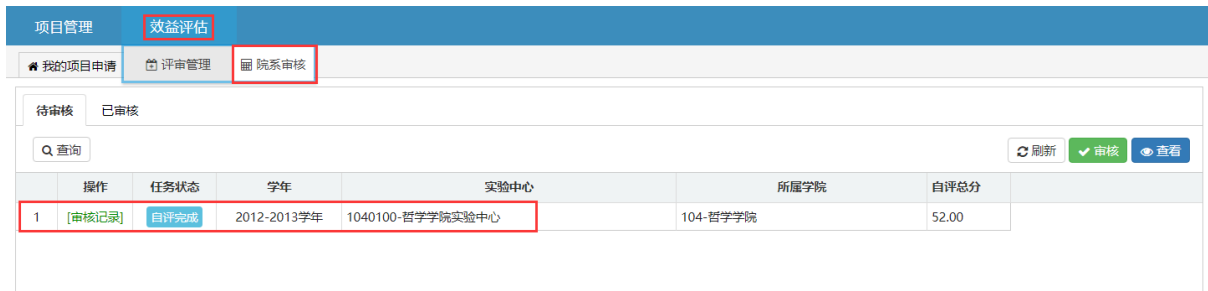 项目管理 效益评估
我的项目申请 评审管理 院系审核
待审核 已审核
查询 刷新 审核 查看
操作 任务状态 学年 实验中心 所属学院 自评总分
1 [审核记录] 自评完成 2012-2013学年 1040100-哲学学院实验中心 104-哲学学院 52.00